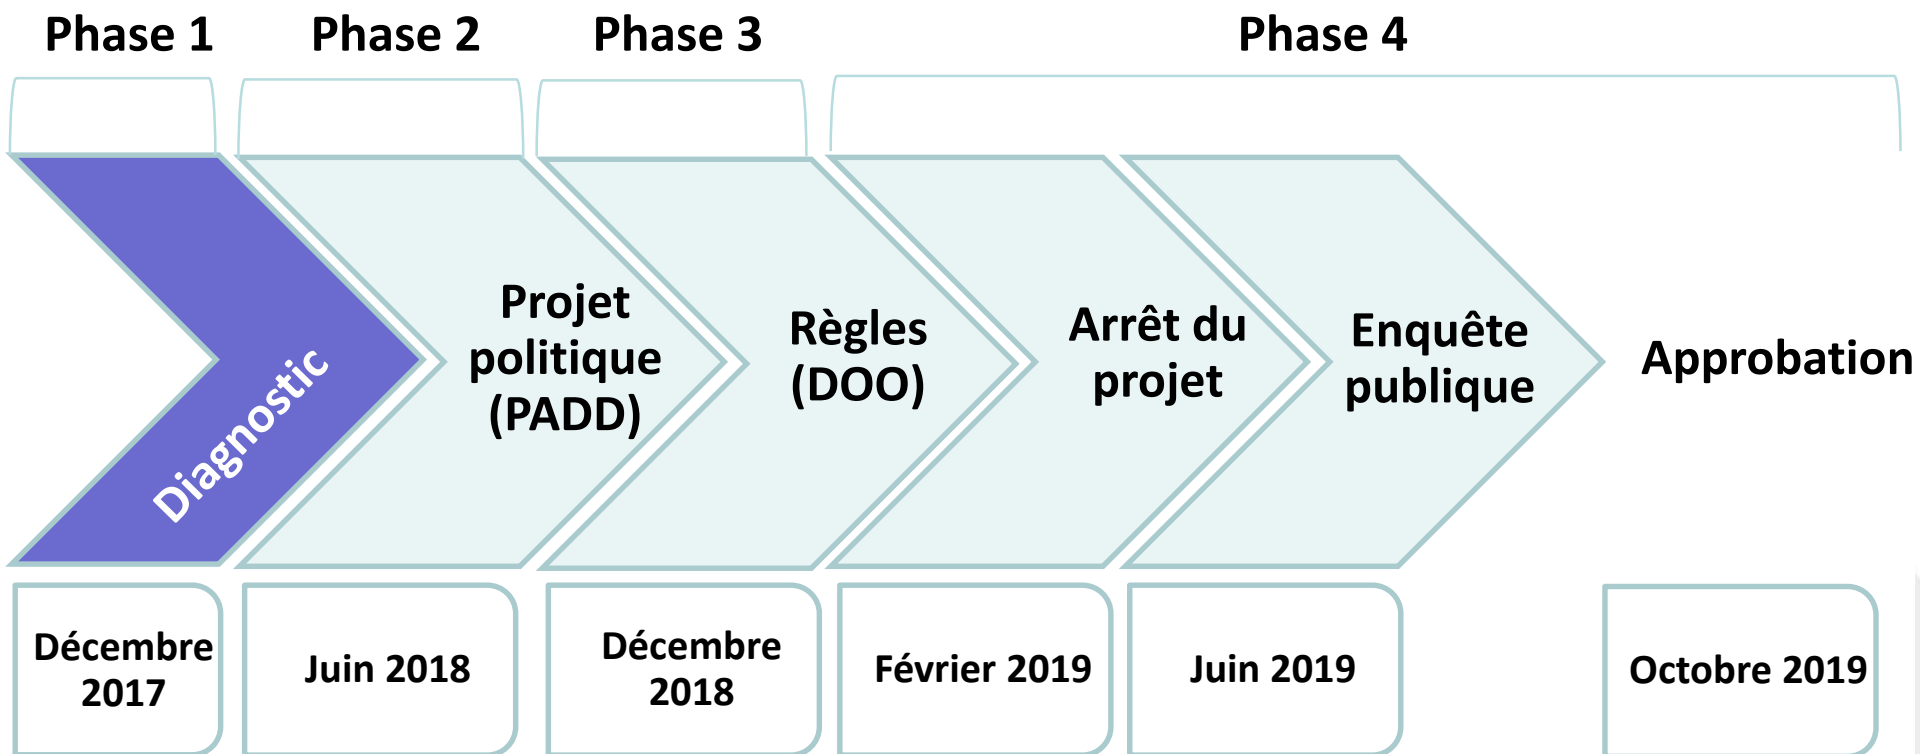 Phase 1
Phase 2
Phase 3
Phase 4
Diagnostic
Projet
politique
(PADD)
Règles
(DOO)
Arrêt du
projet
Enquête
publique
Approbation
Décembre
2017
Juin 2018
Décembre
2018
Février 2019
Juin 2019
Octobre 2019